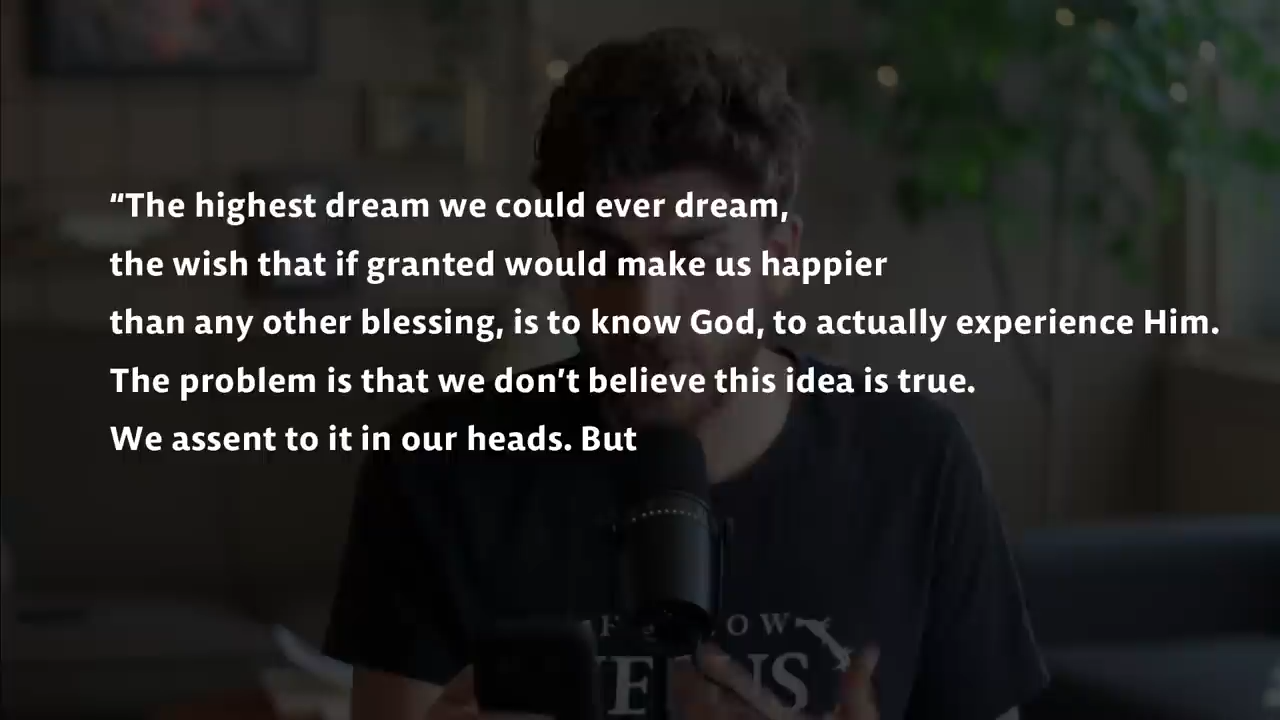 “The highest dream we could ever dream,
the wish that if granted would make us happier
than any other blessing, is to know God, to actually experience Him.
The problem is that we don’t believe this idea is true.
We assent to it in our heads. But